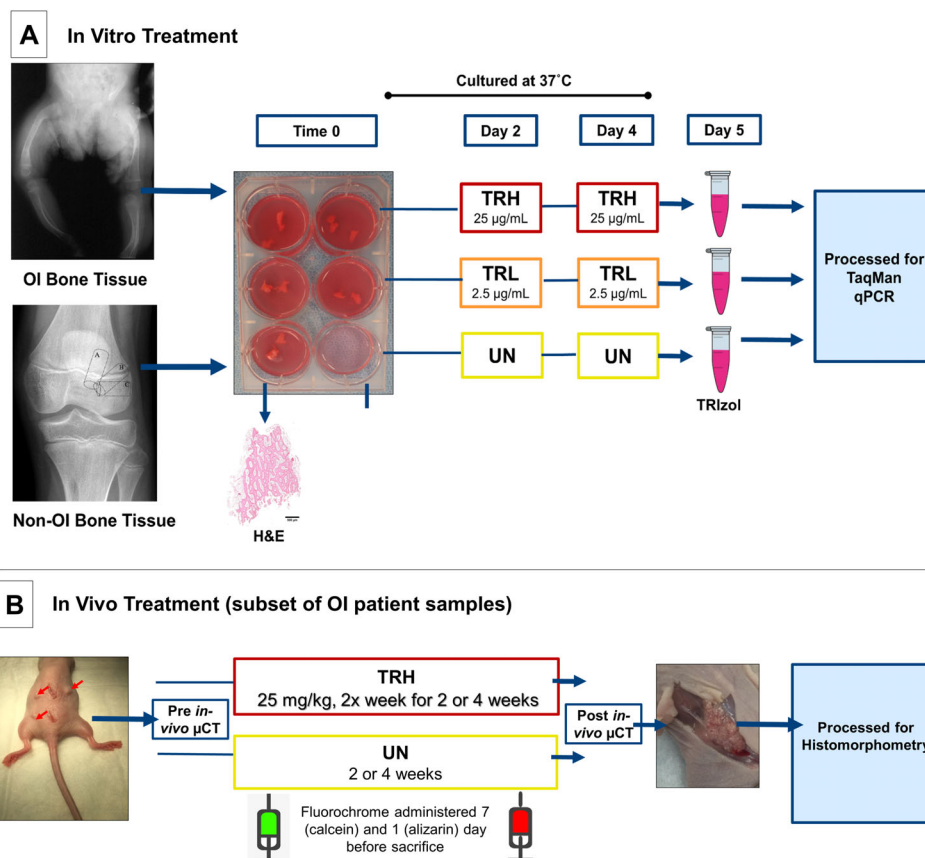 A
In Vitro Treatment
Cultured at 37˚C
Time 0
Day 2
Day 4
Day 5
TRH
25 µg/mL
TRH
25 µg/mL
OI Bone Tissue
TRL
2.5 µg/mL
TRL
2.5 µg/mL
Processed for
TaqMan
qPCR
A
B
C
UN
UN
TRIzol
Non-OI Bone Tissue
H&E
B
In Vivo Treatment (subset of OI patient samples)
TRH
25 mg/kg, 2x week for 2 or 4 weeks
Pre in-
vivo µCT
Post in-
vivo µCT
Processed for
Histomorphometry
UN
2 or 4 weeks
Fluorochrome administered 7
(calcein) and 1 (alizarin) day
before sacrifice